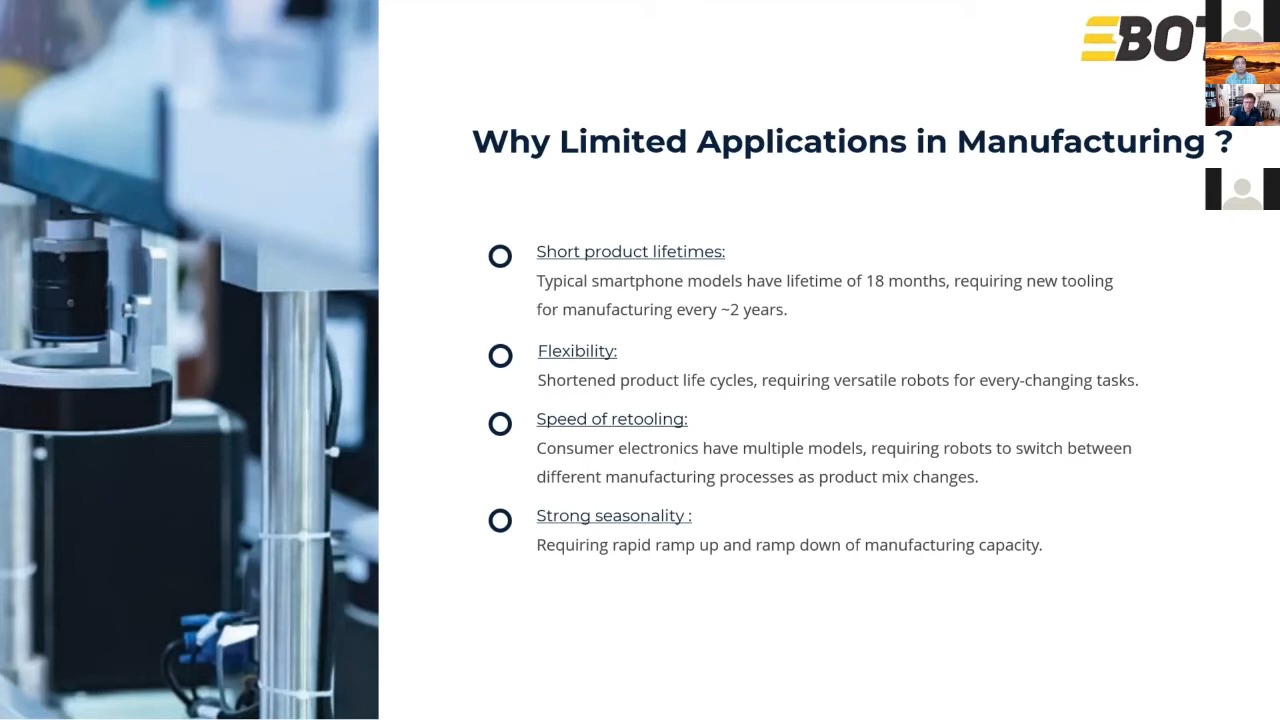 EBOT
Why Limited Applications in Manufacturing ?
Short product lifetimes:
Typical smartphone models have lifetime of 18 months, requiring new tooling
for manufacturing every ~2 years.
Flexibility:
Shortened product life cycles, requiring versatile robots for every-changing tasks.
Speed of retooling:
Consumer electronics have multiple models, requiring robots to switch between
different manufacturing processes as product mix changes.
Strong seasonality :
Requiring rapid ramp up and ramp down of manufacturing capacity.